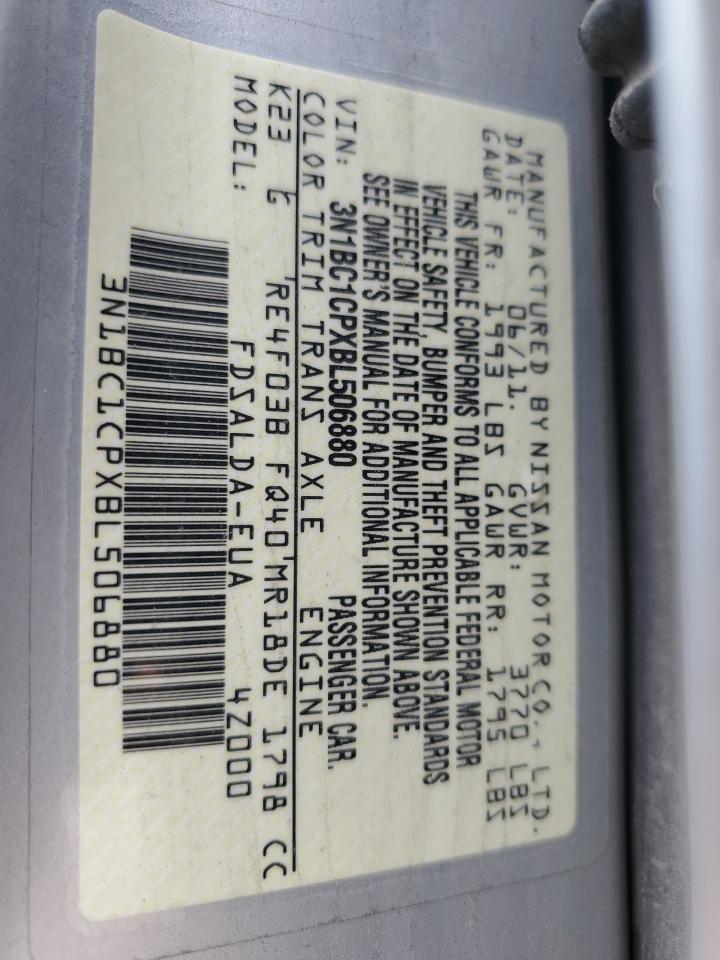 MANUFACTURED BY NISSAN MOTOR CO., LTD.
DATE: 06/11. GVWR: 3770 LBS
GAWR FR: 1993 LBS GAWR RR: 1795 LBS
THIS VEHICLE CONFORMS TO ALL APPLICABLE FEDERAL MOTOR
VEHICLE SAFETY, BUMPER AND THEFT PREVENTION STANDARDS
IN EFFECT ON THE DATE OF MANUFACTURE SHOWN ABOVE.
SEE OWNER'S MANUAL FOR ADDITIONAL INFORMATION.
VIN: 3N1BC1CPXBL506880 PASSENGER CAR.
COLOR TRIM TRANS AXLE ENGINE
K23 G RE4F03B FQ40 MR18DE 1798 CC
MODEL: FDSALDA-EUA 4Z000
3N1BC1CPXBL506880